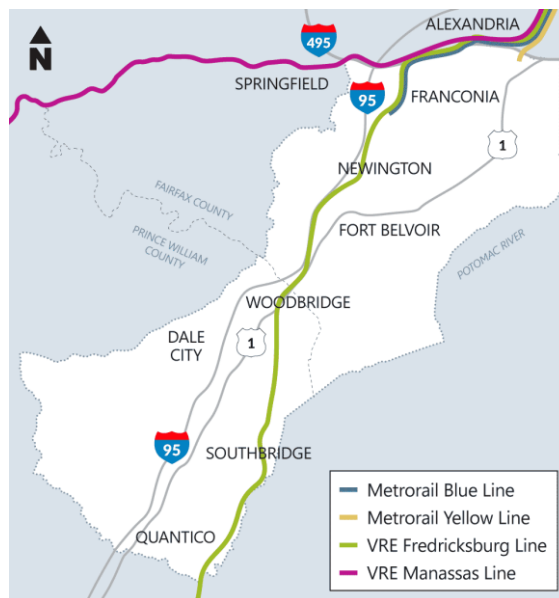 ALEXANDRIA
495
SPRINGFIELD
95
FRANCONIA
1
NEWINGTON
FAIRFAX COUNTY
PRINCE WILLIAM
COUNTY
FORT BELVOIR
POTOMAC RIVER
WOODBRIDGE
DALE
CITY
1
95
SOUTHBRIDGE
QUANTICO
N
Metrorail Blue Line
Metrorail Yellow Line
VRE Fredricksburg Line
VRE Manassas Line